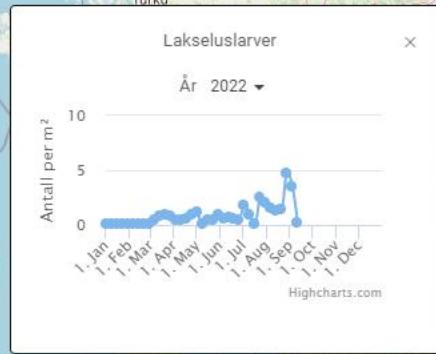 Turku
Lakseluslarver
År 2022
Antall per m²
10
5
0
1. Jan
1. Feb
1. Mar
1. Apr
1. May
1. Jun
1. Jul
1. Aug
1. Sep
1. Oct
1. Nov
1. Dec
Highcharts.com